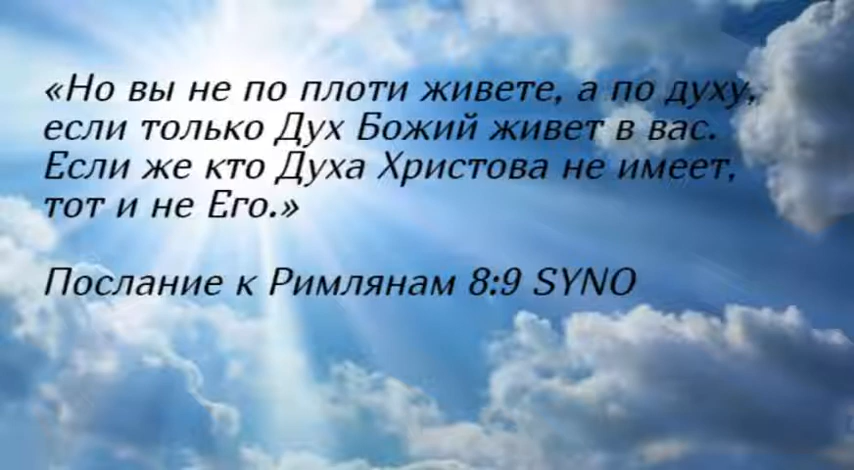 «Но вы не по плоти живете, а по духу,
если только Дух Божий живет в вас.
Если же кто Духа Христова не имеет,
тот и не Его.»
Послание к Римлянам 8:9 SYNO